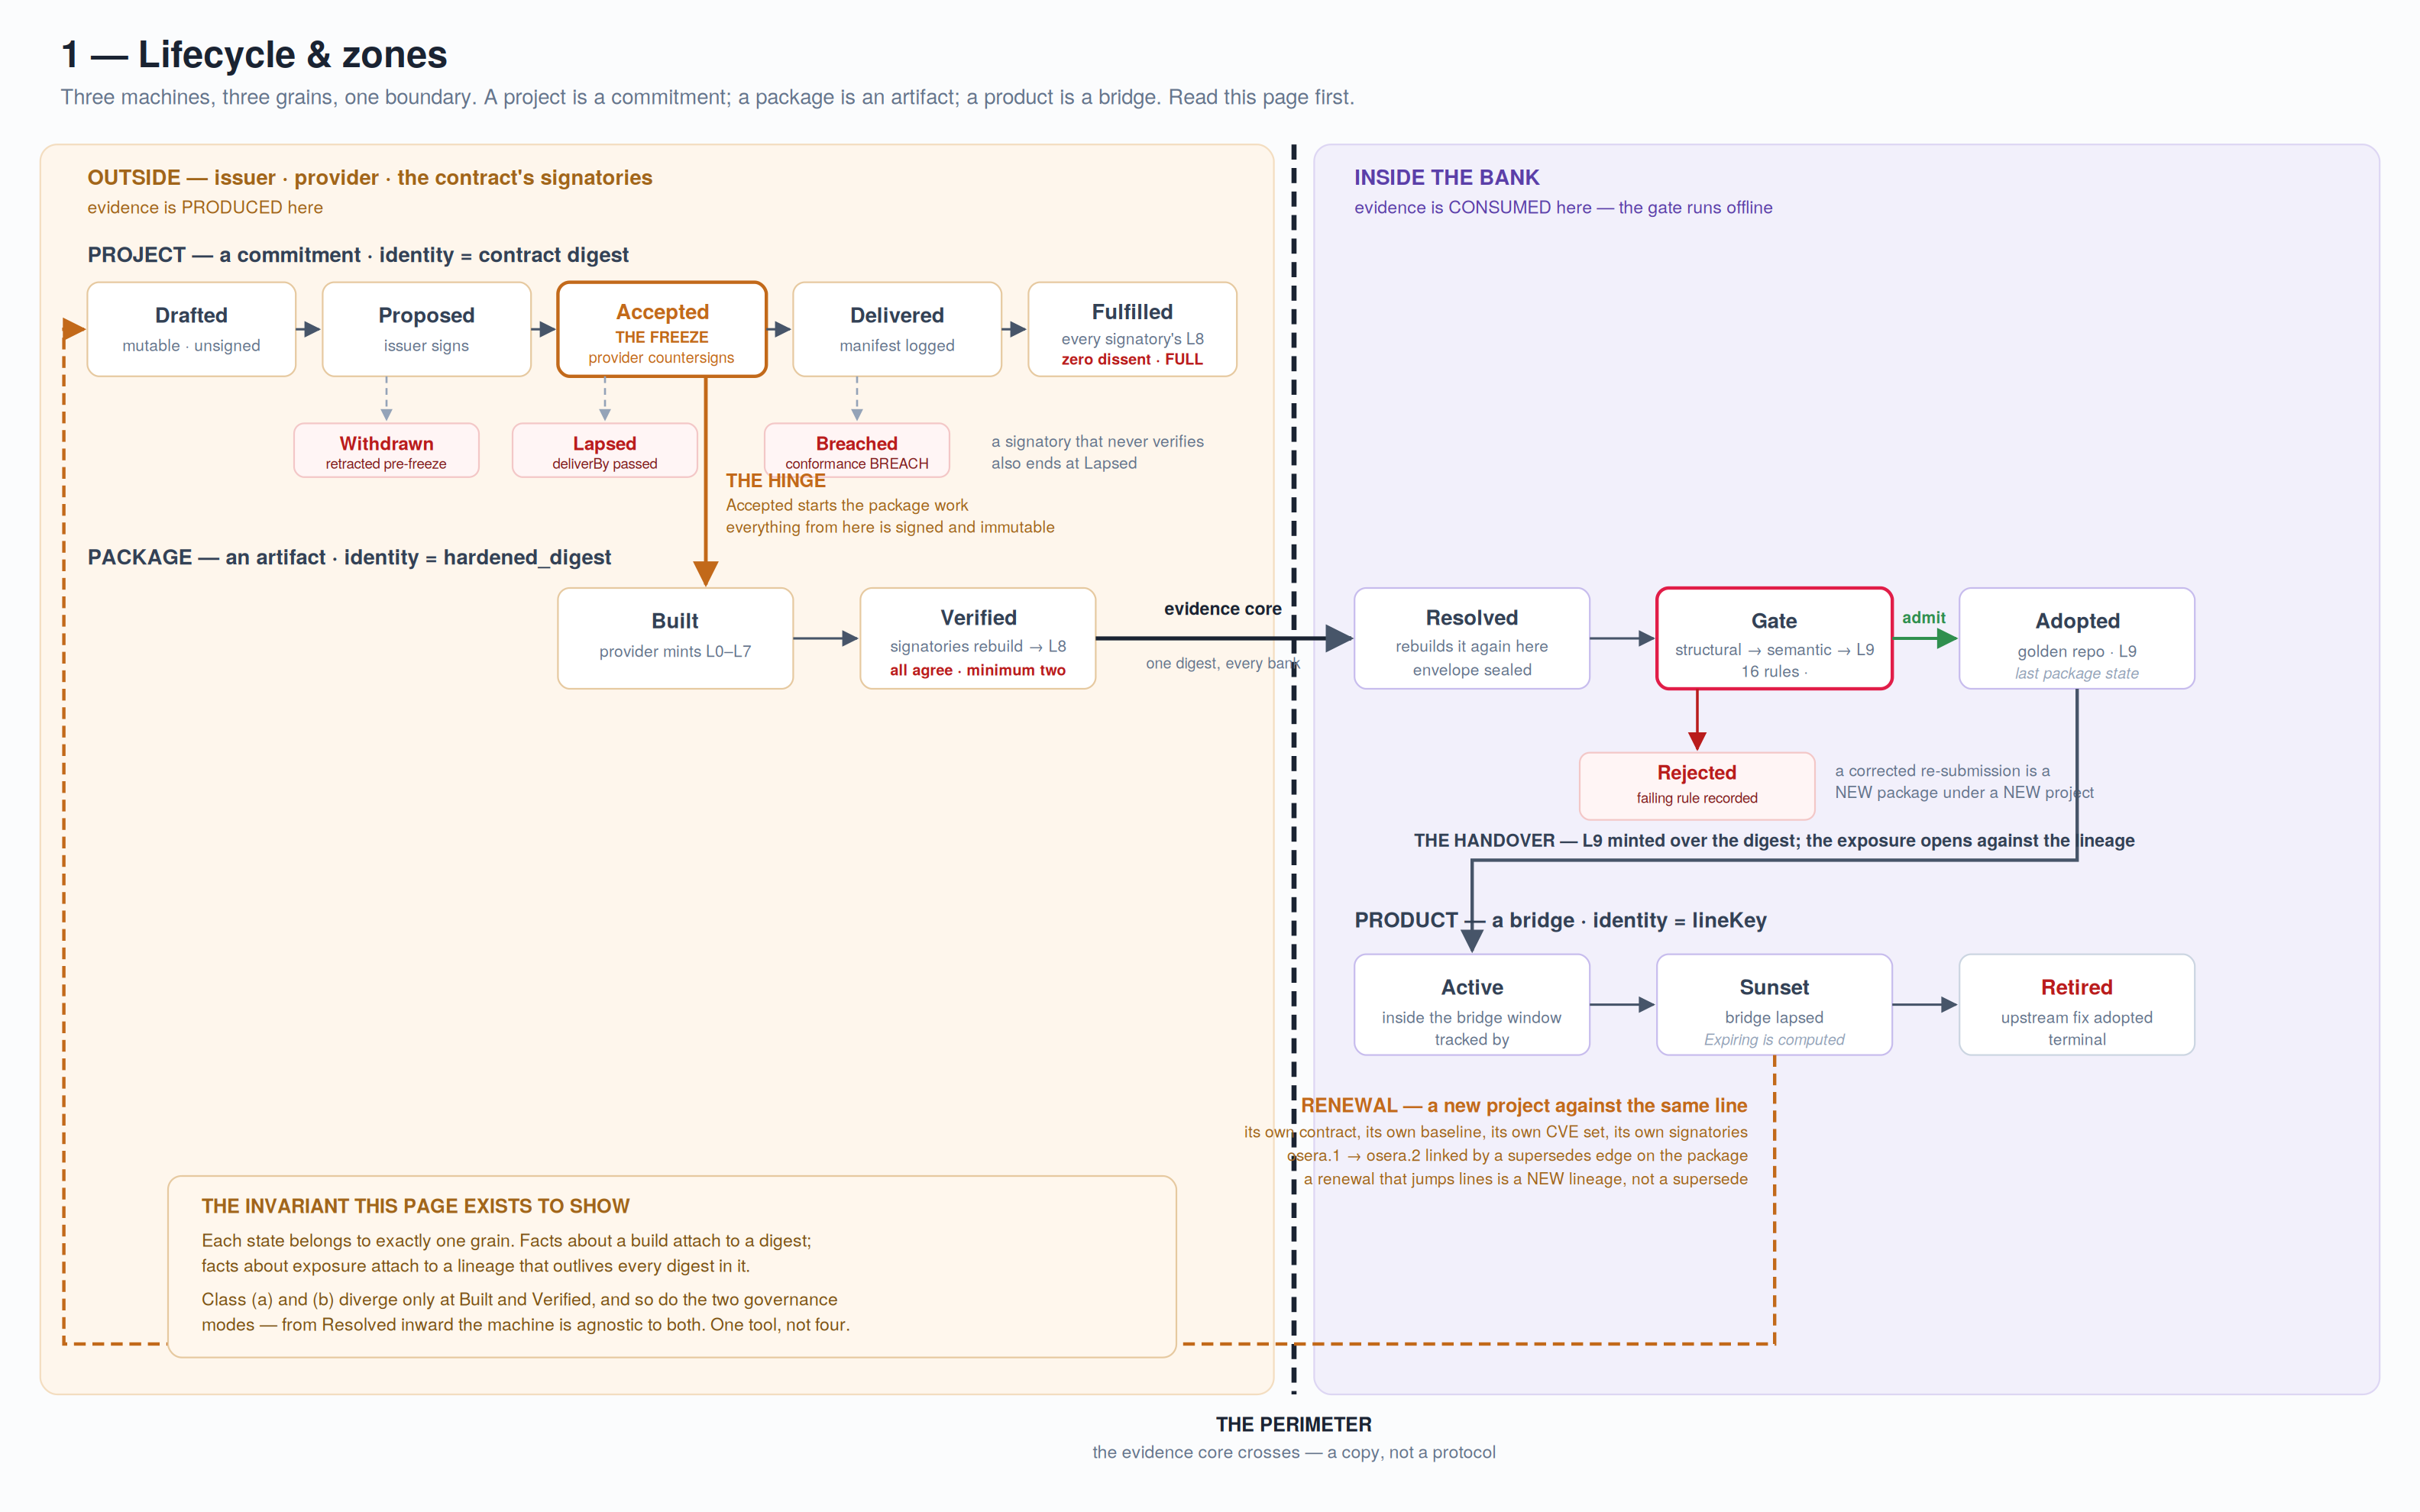 1 — Lifecycle & zones
Three machines, three grains, one boundary. A project is a commitment; a package is an artifact; a product is a bridge. Read this page first.
OUTSIDE — issuer · provider · the contract's signatories
evidence is PRODUCED here
PROJECT — a commitment · identity = contract digest
Drafted
mutable · unsigned
Proposed
issuer signs
Accepted
THE FREEZE
provider countersigns
Delivered
manifest logged
Fulfilled
every signatory's L8
zero dissent · FULL
Withdrawn
retracted pre-freeze
Lapsed
deliverBy passed
Breached
conformance BREACH
a signatory that never verifies
also ends at Lapsed
THE HINGE
Accepted starts the package work
everything from here is signed and immutable
PACKAGE — an artifact · identity = hardened_digest
Built
provider mints L0–L7
Verified
signatories rebuild → L8
all agree · minimum two
evidence core
one digest, every bank
INSIDE THE BANK
evidence is CONSUMED here — the gate runs offline
Resolved
rebuilds it again here
envelope sealed
Gate
structural → semantic → L9
16 rules ·
admit
Adopted
golden repo · L9
last package state
Rejected
failing rule recorded
a corrected re-submission is a
NEW package under a NEW project
THE HANDOVER — L9 minted over the digest; the exposure opens against the lineage
PRODUCT — a bridge · identity = lineKey
Active
inside the bridge window
tracked by
Sunset
bridge lapsed
Expiring is computed
Retired
upstream fix adopted
terminal
RENEWAL — a new project against the same line
its own contract, its own baseline, its own CVE set, its own signatories
osera.1 → osera.2 linked by a supersedes edge on the package
a renewal that jumps lines is a NEW lineage, not a supersede
THE INVARIANT THIS PAGE EXISTS TO SHOW
Each state belongs to exactly one grain. Facts about a build attach to a digest;
facts about exposure attach to a lineage that outlives every digest in it.
Class (a) and (b) diverge only at Built and Verified, and so do the two governance
modes — from Resolved inward the machine is agnostic to both. One tool, not four.
THE PERIMETER
the evidence core crosses — a copy, not a protocol